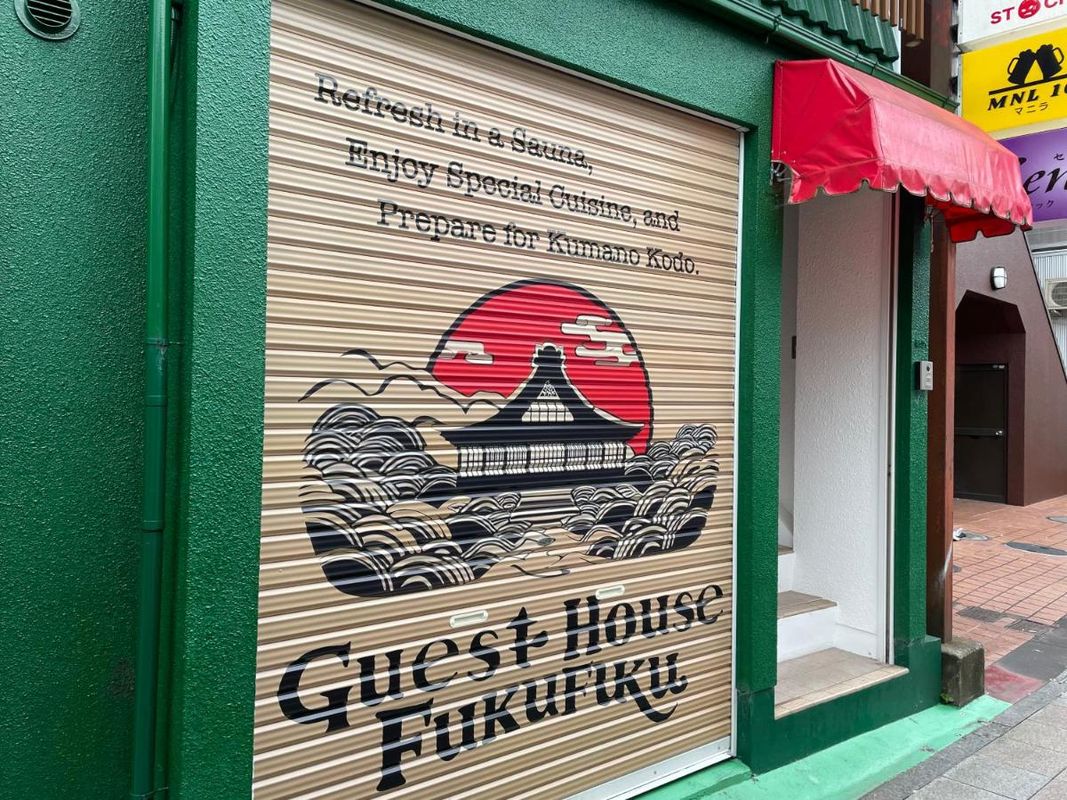 Refresh in a Sauna,
Enjoy Special Cuisine, and
Prepare for Kumano Kodo.
Guest House
FukuFuku
MNL
マニラ